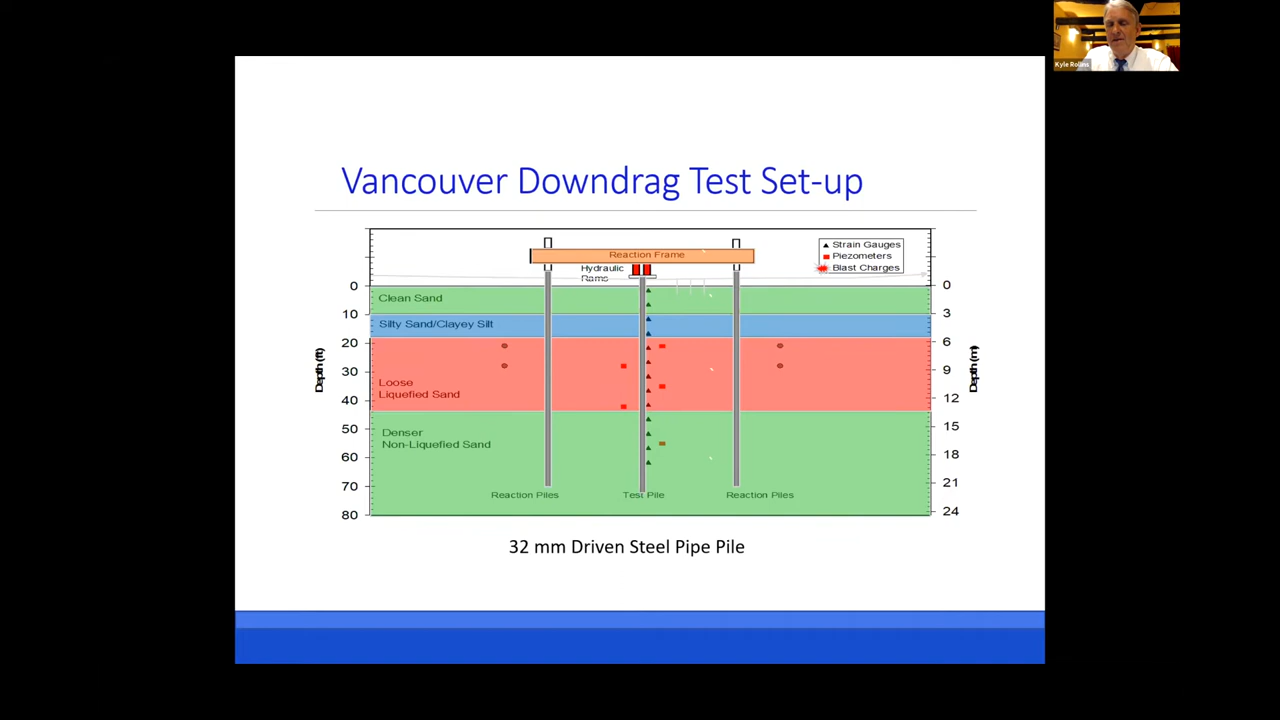 Kyle Rollins
Vancouver Downdrag Test Set-up
Reaction Frame
Hydraulic
Rams
Strain Gauges
Piezometers
Blast Charges
Depth (ft)
0
10
20
30
40
50
60
70
80
Clean Sand
Silty Sand/Clayey Silt
Loose
Liquefied Sand
Denser
Non-Liquefied Sand
Reaction Piles
Test Pile
Reaction Piles
0
3
6
9
12
15
18
21
24
Depth (m)
32 mm Driven Steel Pipe Pile